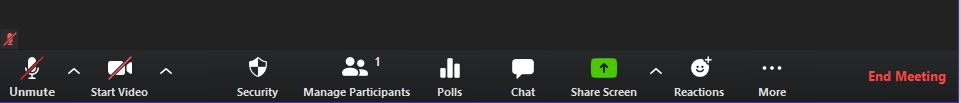 1
Unmute Start Video Security Manage Participants Polls Chat Share Screen Reactions More End Meeting